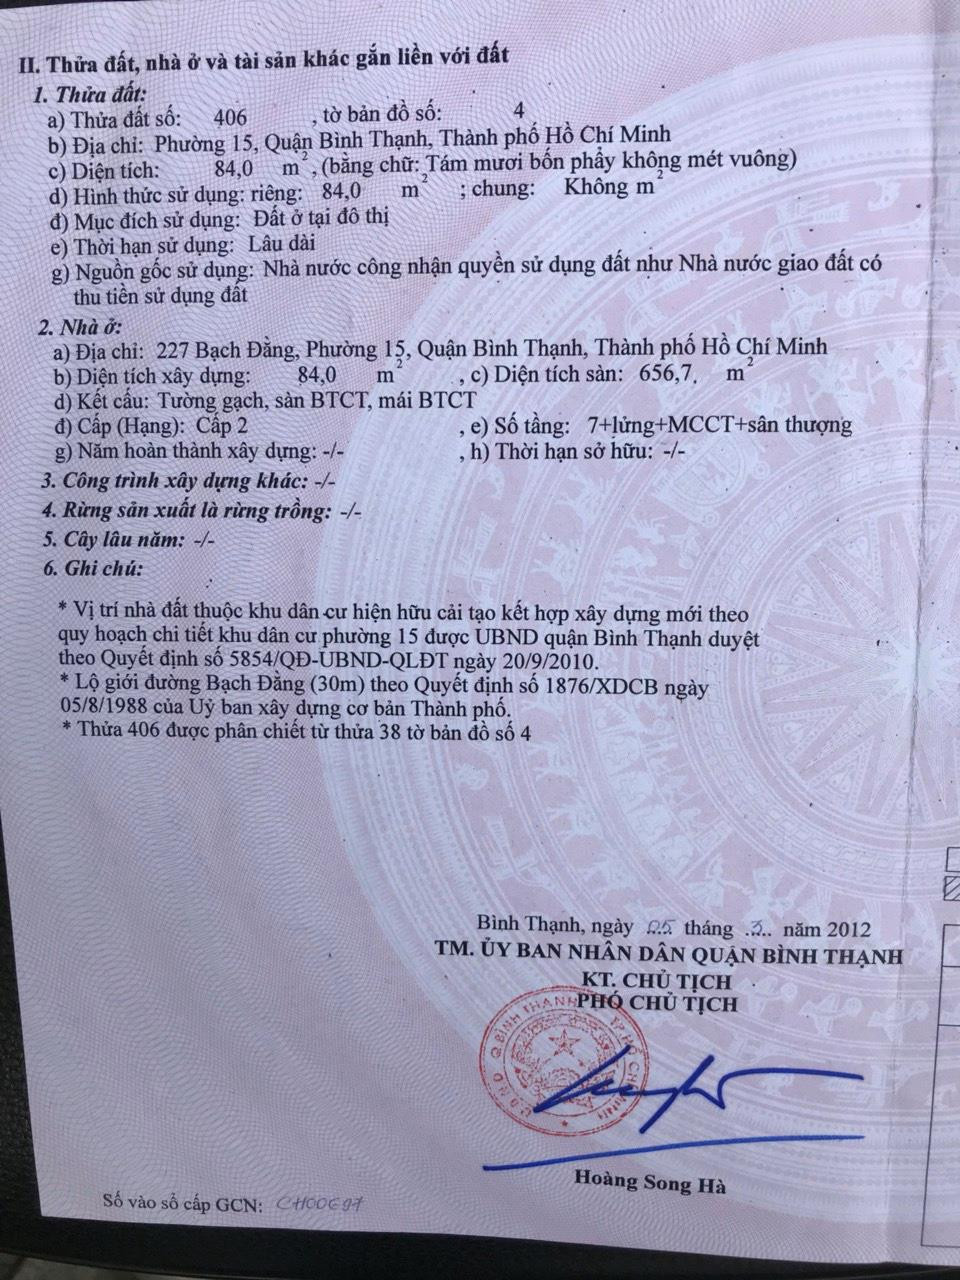 II. Thửa đất, nhà ở và tài sản khác gắn liền với đất
1. Thửa đất:
a) Thửa đất số: 406 , tờ bản đồ số: 4
b) Địa chỉ: Phường 15, Quận Bình Thạnh, Thành phố Hồ Chí Minh
c) Diện tích: 84,0 m², (bằng chữ: Tám mươi bốn phẩy không mét vuông)
d) Hình thức sử dụng: riêng: 84,0 m² ; chung: Không m²
đ) Mục đích sử dụng: Đất ở tại đô thị
e) Thời hạn sử dụng: Lâu dài
g) Nguồn gốc sử dụng: Nhà nước công nhận quyền sử dụng đất như Nhà nước giao đất có
thu tiền sử dụng đất
2. Nhà ở:
a) Địa chỉ: 227 Bạch Đằng, Phường 15, Quận Bình Thạnh, Thành phố Hồ Chí Minh
b) Diện tích xây dựng: 84,0 m² , c) Diện tích sàn: 656,7 m²
d) Kết cấu: Tường gạch, sàn BTCT, mái BTCT
đ) Cấp (Hạng): Cấp 2 , e) Số tầng: 7+lửng+MCCT+sân thượng
g) Năm hoàn thành xây dựng: -/- , h) Thời hạn sở hữu: -/-
3. Công trình xây dựng khác: -/-
4. Rừng sản xuất là rừng trồng: -/-
5. Cây lâu năm: -/-
6. Ghi chú:
* Vị trí nhà đất thuộc khu dân cư hiện hữu cải tạo kết hợp xây dựng mới theo
quy hoạch chi tiết khu dân cư phường 15 được UBND quận Bình Thạnh duyệt
theo Quyết định số 5854/QĐ-UBND-QLĐT ngày 20/9/2010.
* Lộ giới đường Bạch Đằng (30m) theo Quyết định số 1876/XDCB ngày
05/8/1988 của Uỷ ban xây dựng cơ bản Thành phố.
* Thửa 406 được phân chiết từ thửa 38 tờ bản đồ số 4
Bình Thạnh, ngày 05 tháng .3.. năm 2012
TM. ỦY BAN NHÂN DÂN QUẬN BÌNH THẠNH
KT. CHỦ TỊCH
PHÓ CHỦ TỊCH
U.B.N.D Q.BÌNH THẠNH T.P.HỒ CHÍ MINH
Hoàng Song Hà
Số vào sổ cấp GCN: